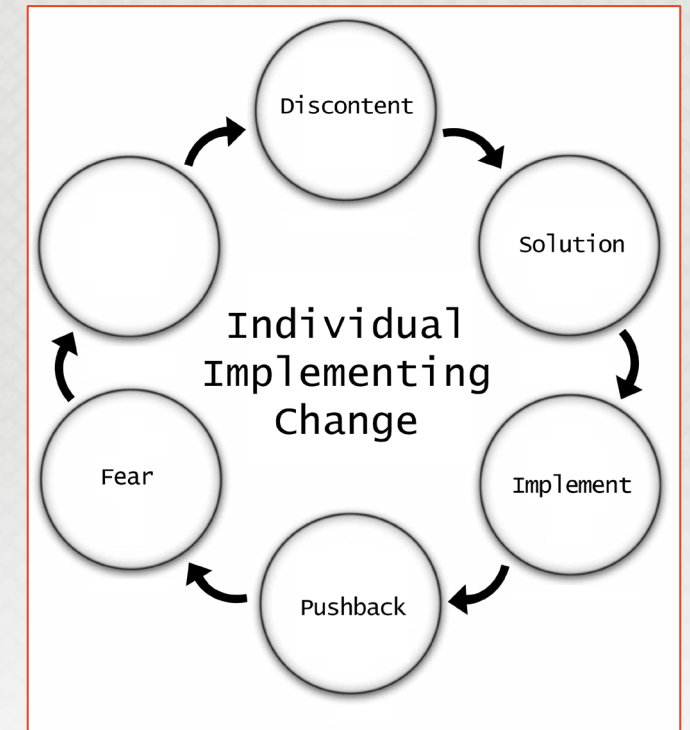 Discontent
Solution
Individual
Implementing
Change
Fear
Implement
Pushback